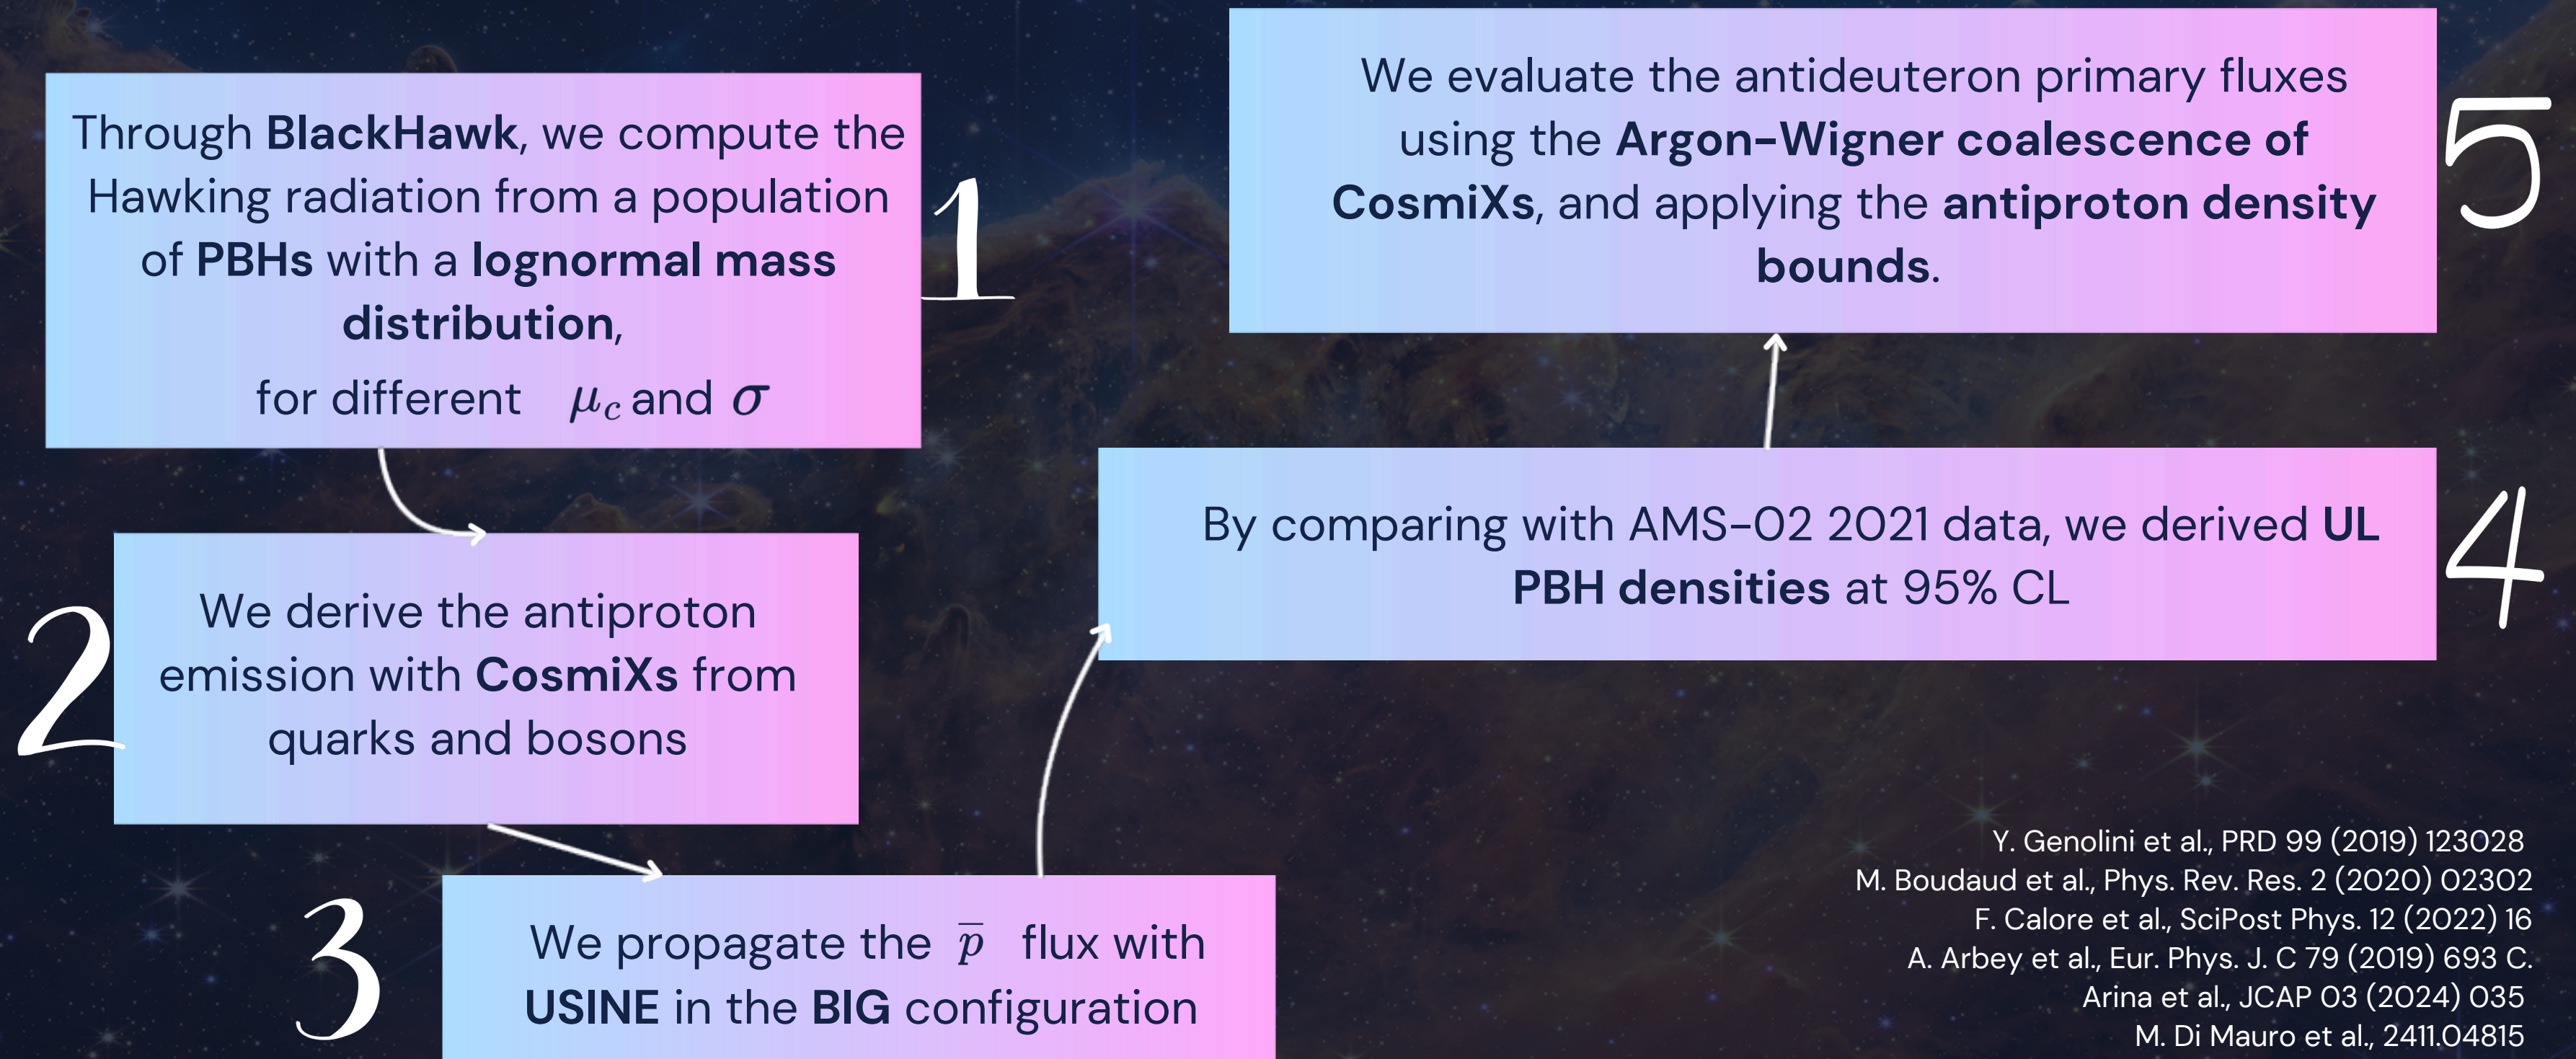 Through BlackHawk, we compute the
Hawking radiation from a population
of PBHs with a lognormal mass
distribution,
for different μ_c and σ
1
We derive the antiproton
emission with CosmiXs from
quarks and bosons
2
We propagate the p̅ flux with
USINE in the BIG configuration
3
By comparing with AMS-02 2021 data, we derived UL
PBH densities at 95% CL
4
We evaluate the antideuteron primary fluxes
using the Argon-Wigner coalescence of
CosmiXs, and applying the antiproton density
bounds.
5
Y. Genolini et al., PRD 99 (2019) 123028
M. Boudaud et al., Phys. Rev. Res. 2 (2020) 02302
F. Calore et al., SciPost Phys. 12 (2022) 16
A. Arbey et al., Eur. Phys. J. C 79 (2019) 693 C.
Arina et al., JCAP 03 (2024) 035
M. Di Mauro et al., 2411.04815